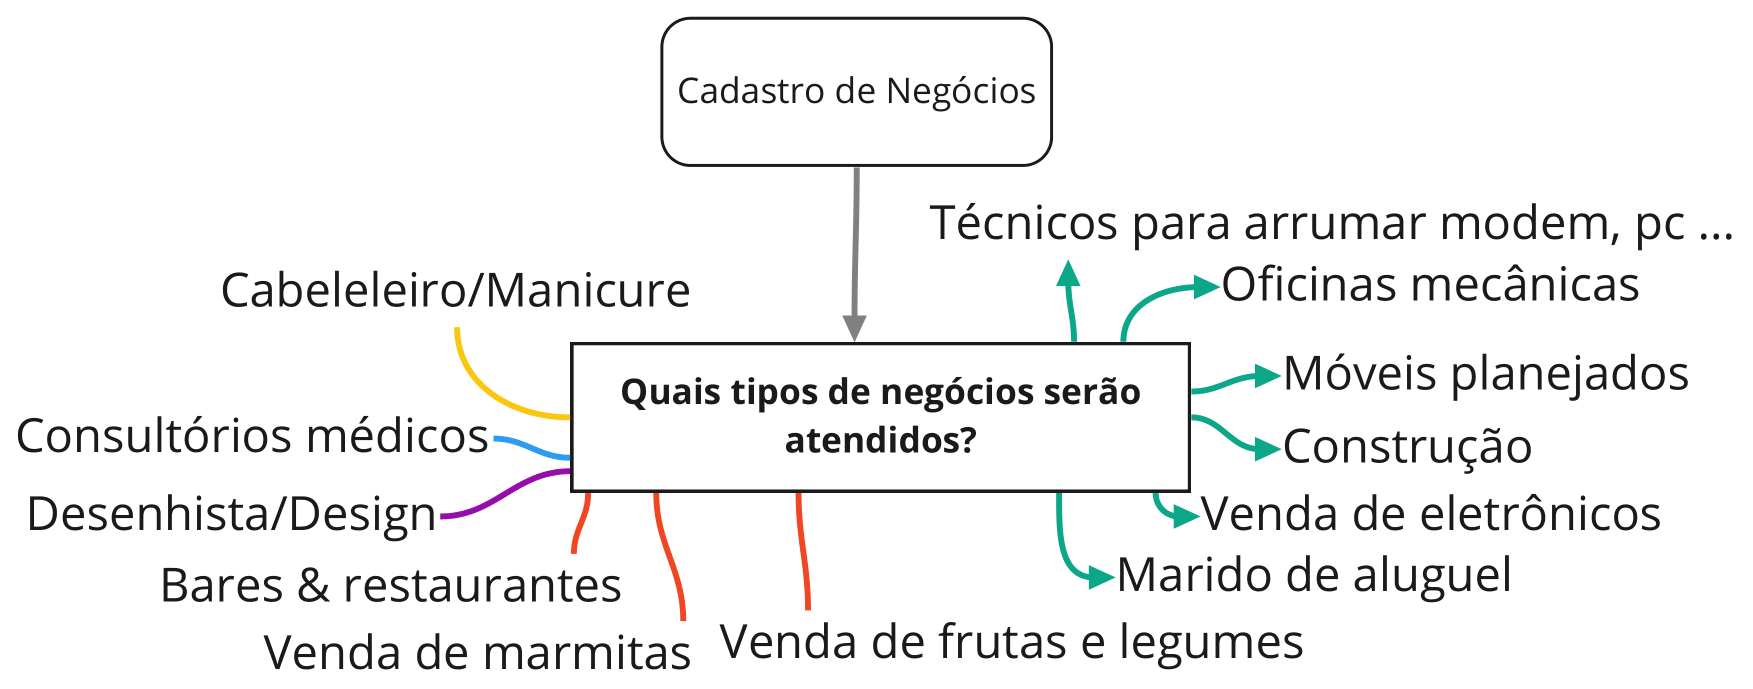 Cadastro de Negócios
Técnicos para arrumar modem, pc ...
Cabeleleiro/Manicure
Oficinas mecânicas
Quais tipos de negócios serão
atendidos?
Móveis planejados
Consultórios médicos
Construção
Desenhista/Design
Venda de eletrônicos
Bares & restaurantes
Marido de aluguel
Venda de marmitas
Venda de frutas e legumes